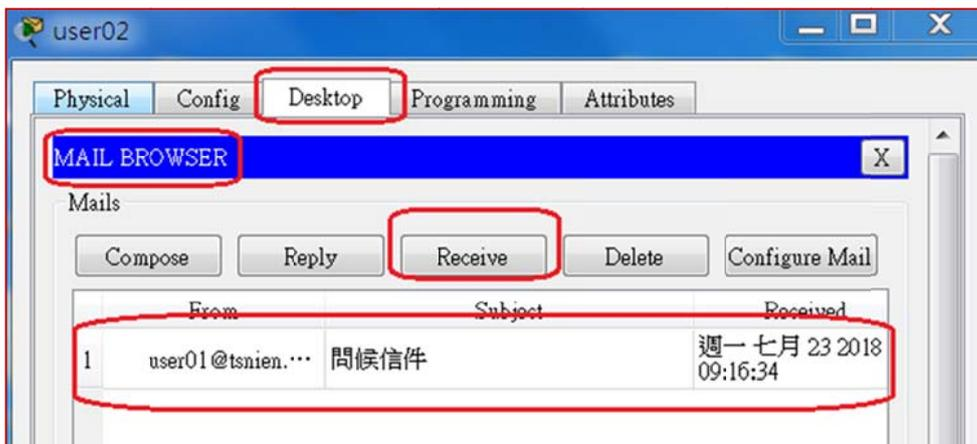 user02
X
Physical Config Desktop Programming Attributes
MAIL BROWSER X
Mails
Compose Reply Receive Delete Configure Mail
From Subject Received
1 user01@tsnien.… 問候信件 週一 七月 23 2018
09:16:34